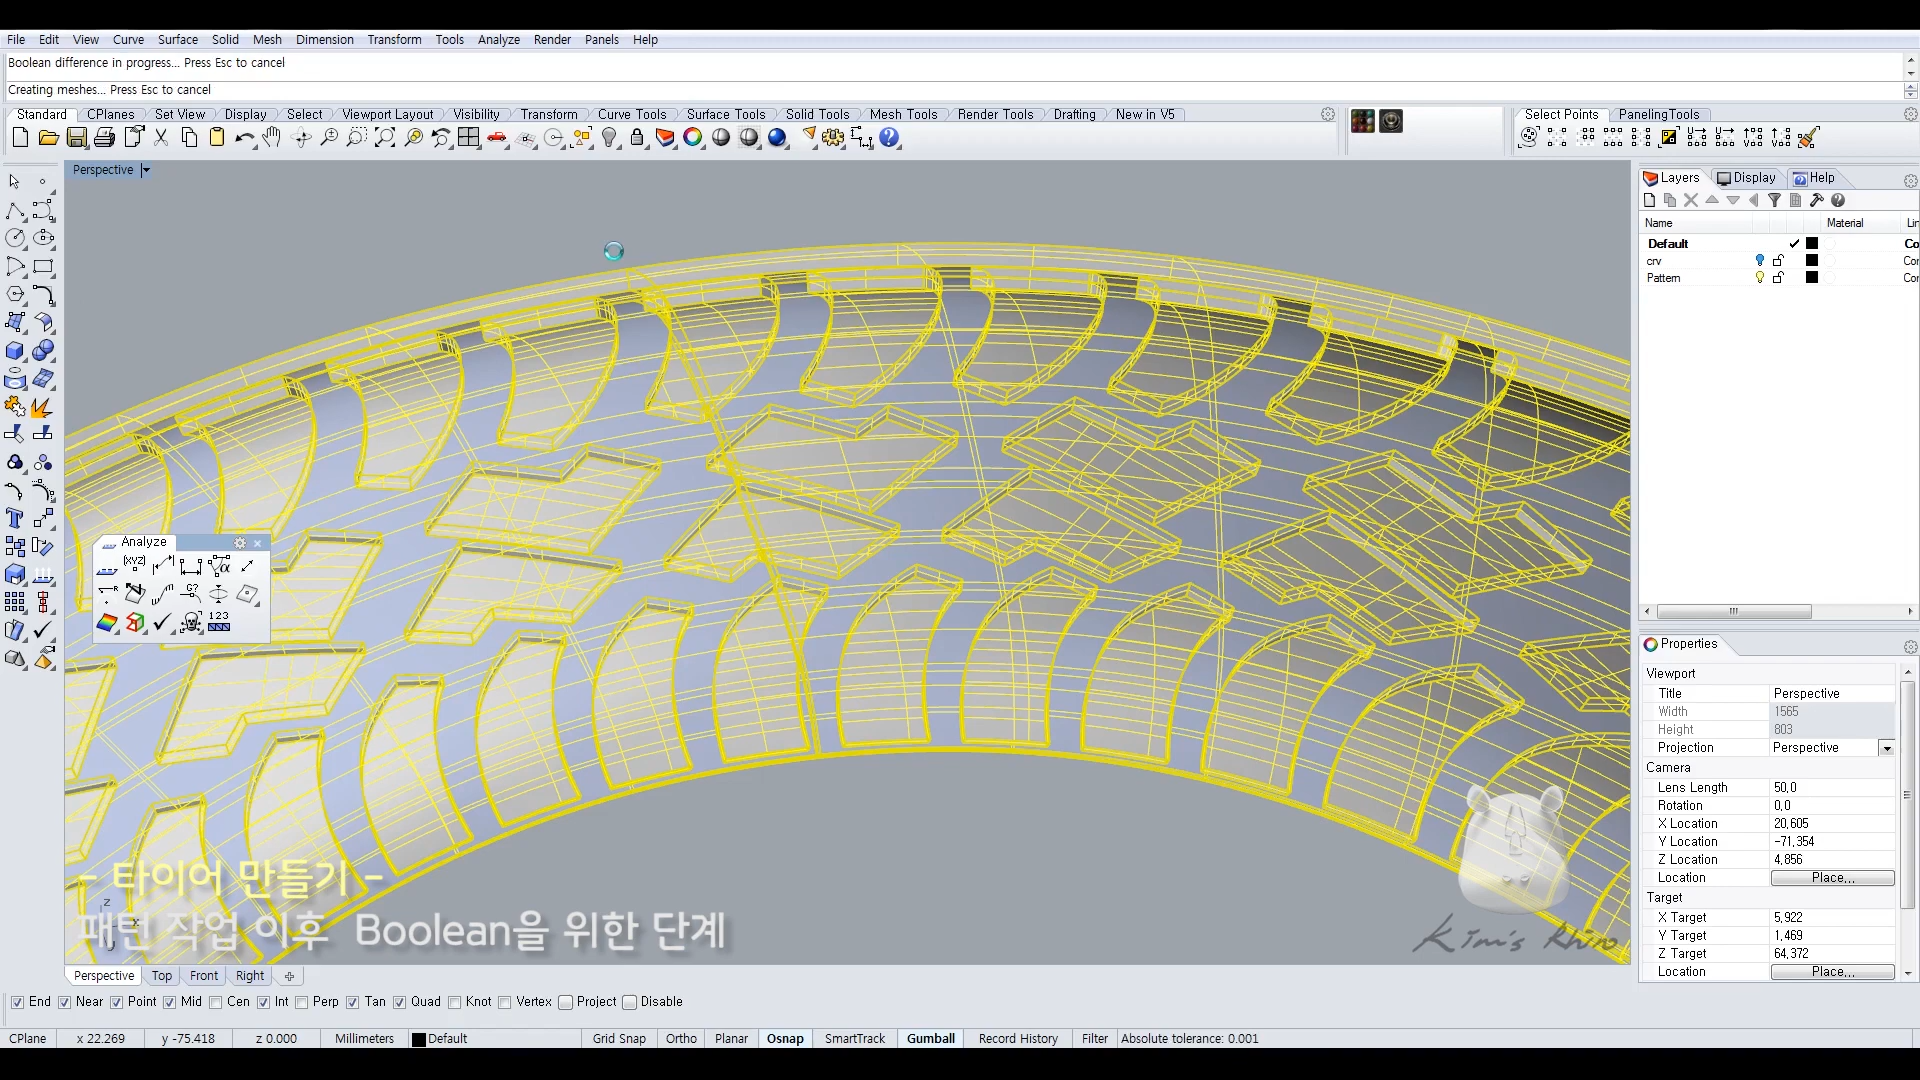 File Edit View Curve Surface Solid Mesh Dimension Transform Tools Analyze Render Panels Help
Boolean difference in progress... Press Esc to cancel
Creating meshes... Press Esc to cancel
Standard CPlanes Set View Display Select Viewport Layout Visibility Transform Curve Tools Surface Tools Solid Tools Mesh Tools Render Tools Drafting New in V5
Select Points PanelingTools
Perspective
Layers Display Help
Name Material Lin
Default Co
crv Con
Pattern Con
Analyze
Properties
Viewport
Title Perspective
Width 1565
Height 803
Projection Perspective
Camera
Lens Length 50,0
Rotation 0,0
X Location 20,605
Y Location -71,354
Z Location 4,856
Location Place...
Target
X Target 5,922
Y Target 1,469
Z Target 64,372
Location Place...
- 타이어 만들기 -
패턴 작업 이후 Boolean을 위한 단계
Kim's Rhino
Perspective Top Front Right
End Near Point Mid Cen Int Perp Tan Quad Knot Vertex Project Disable
CPlane x 22.269 y -75.418 z 0.000 Millimeters Default Grid Snap Ortho Planar Osnap SmartTrack Gumball Record History Filter Absolute tolerance: 0.001